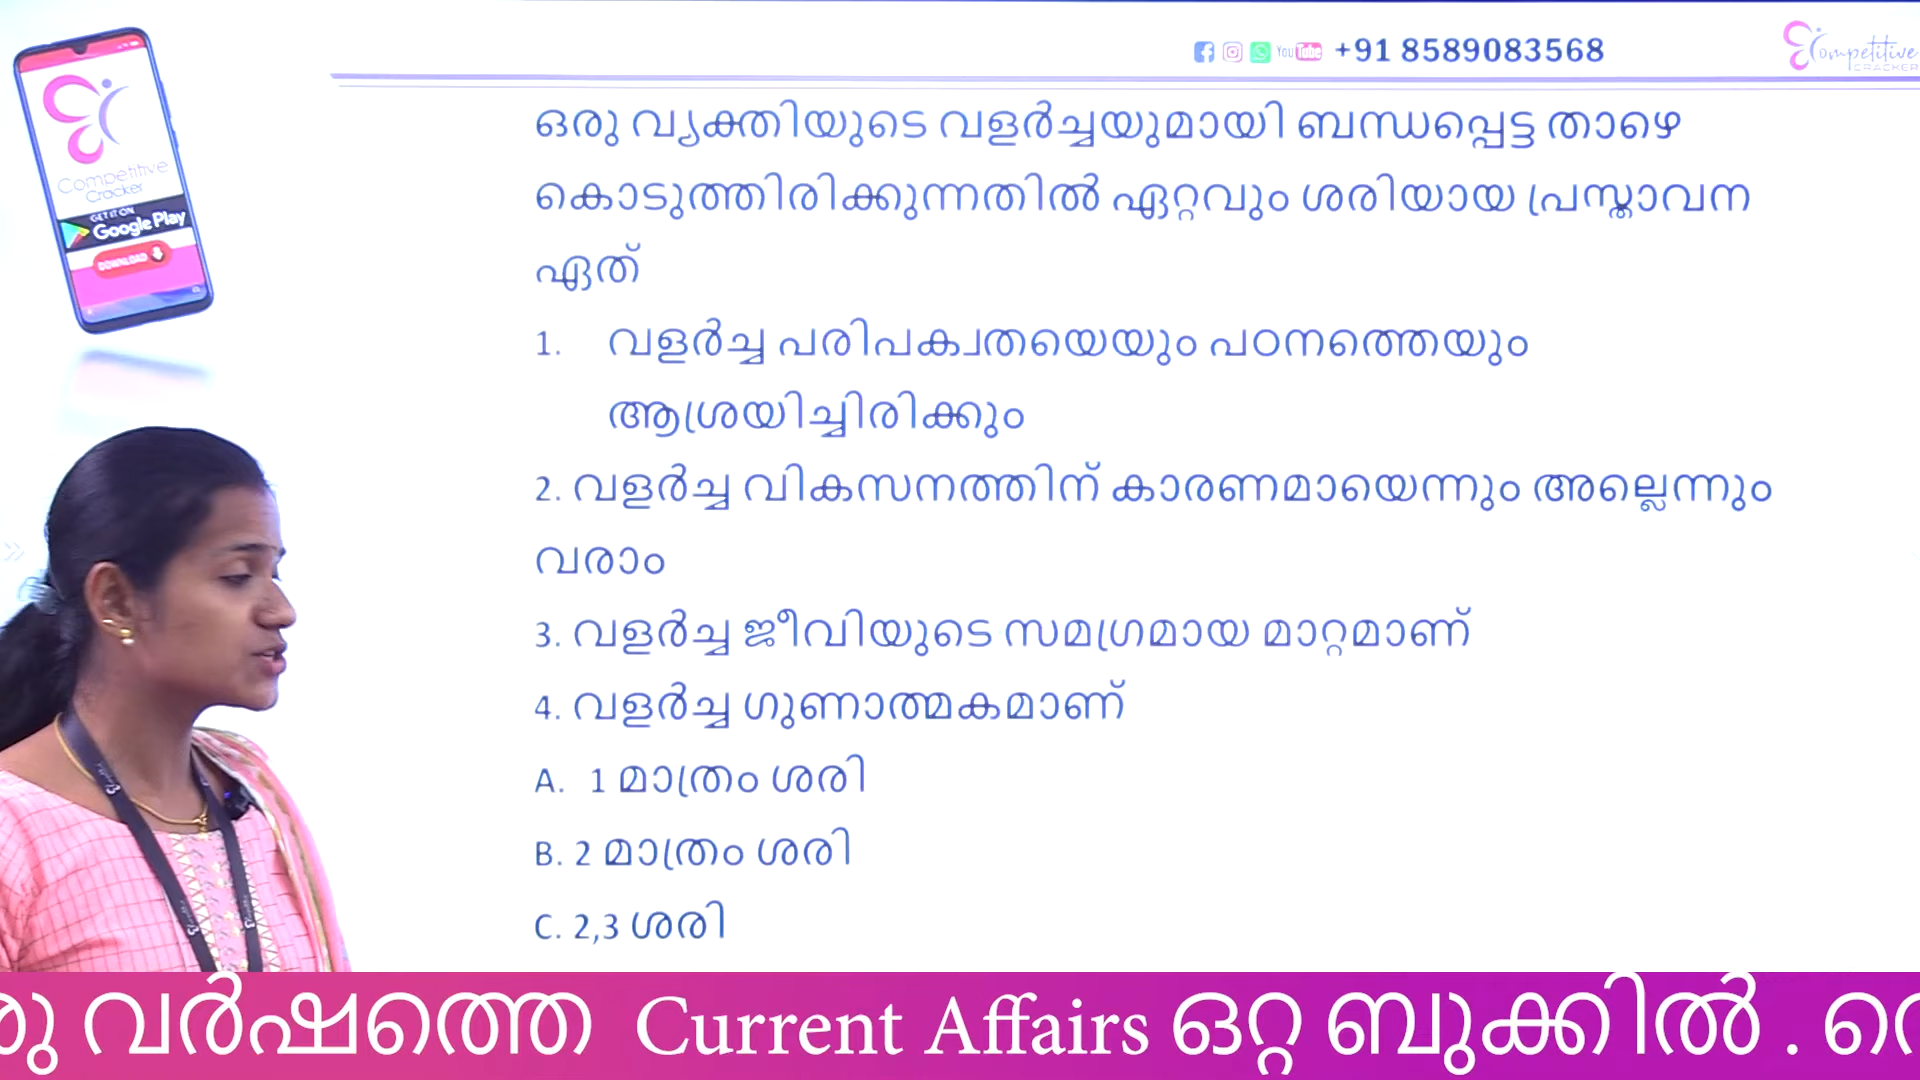 +91 8589083568
Competitive
CRACKER
Competitive
Cracker
GET IT ON
Google Play
DOWNLOAD
ഒരു വ്യക്തിയുടെ വളർച്ചയുമായി ബന്ധപ്പെട്ട താഴെ
കൊടുത്തിരിക്കുന്നതിൽ ഏറ്റവും ശരിയായ പ്രസ്താവന
ഏത്
1. വളർച്ച പരിപക്വതയെയും പഠനത്തെയും
ആശ്രയിച്ചിരിക്കും
2. വളർച്ച വികസനത്തിന് കാരണമായെന്നും അല്ലെന്നും
വരാം
3. വളർച്ച ജീവിയുടെ സമഗ്രമായ മാറ്റമാണ്
4. വളർച്ച ഗുണാത്മകമാണ്
A. 1 മാത്രം ശരി
B. 2 മാത്രം ശരി
C. 2,3 ശരി
വർഷത്തെ Current Affairs ഒറ്റ ബുക്കിൽ .